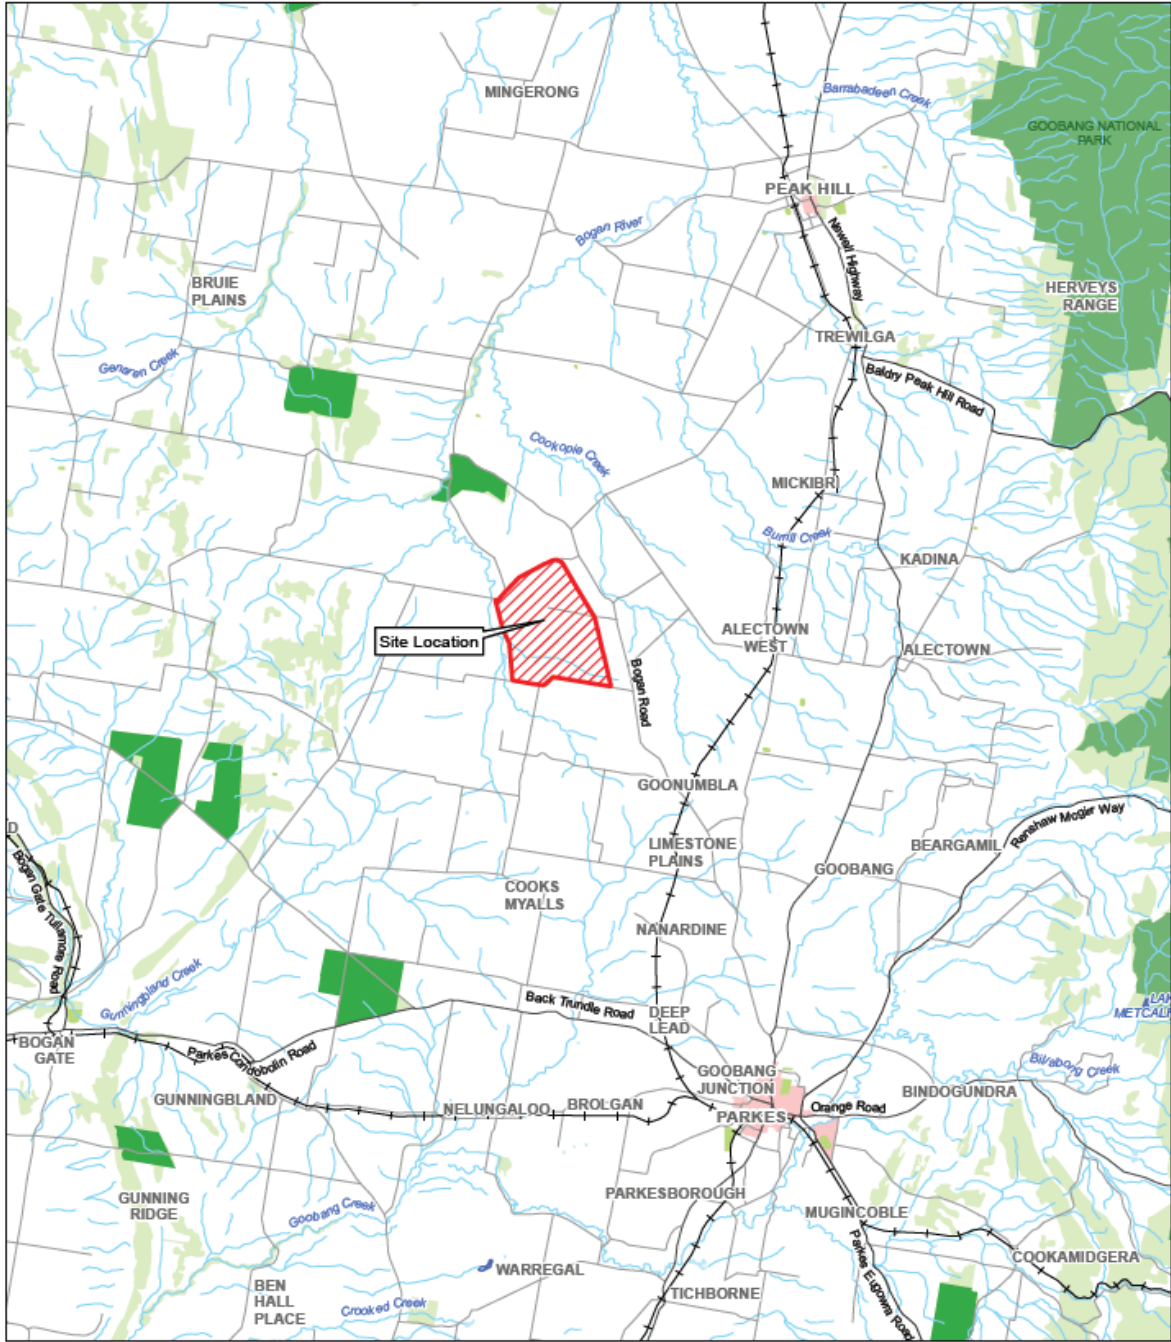 MINGERONG
Barrabadeen Creek
GOOBANG NATIONAL
PARK
PEAK HILL
Bogan River
Newell Highway
BRUIE
PLAINS
HERVEYS
RANGE
TREWILGA
Genaren Creek
Baldry Peak Hill Road
Cookopie Creek
MICKIBRI
Burrill Creek
KADINA
Site Location
ALECTOWN
WEST
ALECTOWN
Bogan Road
GOONUMBLA
Renshaw Mcgirr Way
D
LIMESTONE
PLAINS
BEARGAMIL
GOOBANG
Bogan Gate Tullamore Road
COOKS
MYALLS
NANARDINE
Gunningbland Creek
Back Trundle Road
DEEP
LEAD
LAK
METCALF
BOGAN
GATE
Parkes Condobolin Road
GOOBANG
JUNCTION
Billabong Creek
GUNNINGBLAND
NELUNGALOO
BROLGAN
PARKES
Orange Road
BINDOGUNDRA
GUNNING
RIDGE
PARKESBOROUGH
MUGINCOBLE
Goobang Creek
Parkes Eugowra Road
COOKAMIDGERA
WARREGAL
BEN
HALL
PLACE
Crooked Creek
TICHBORNE